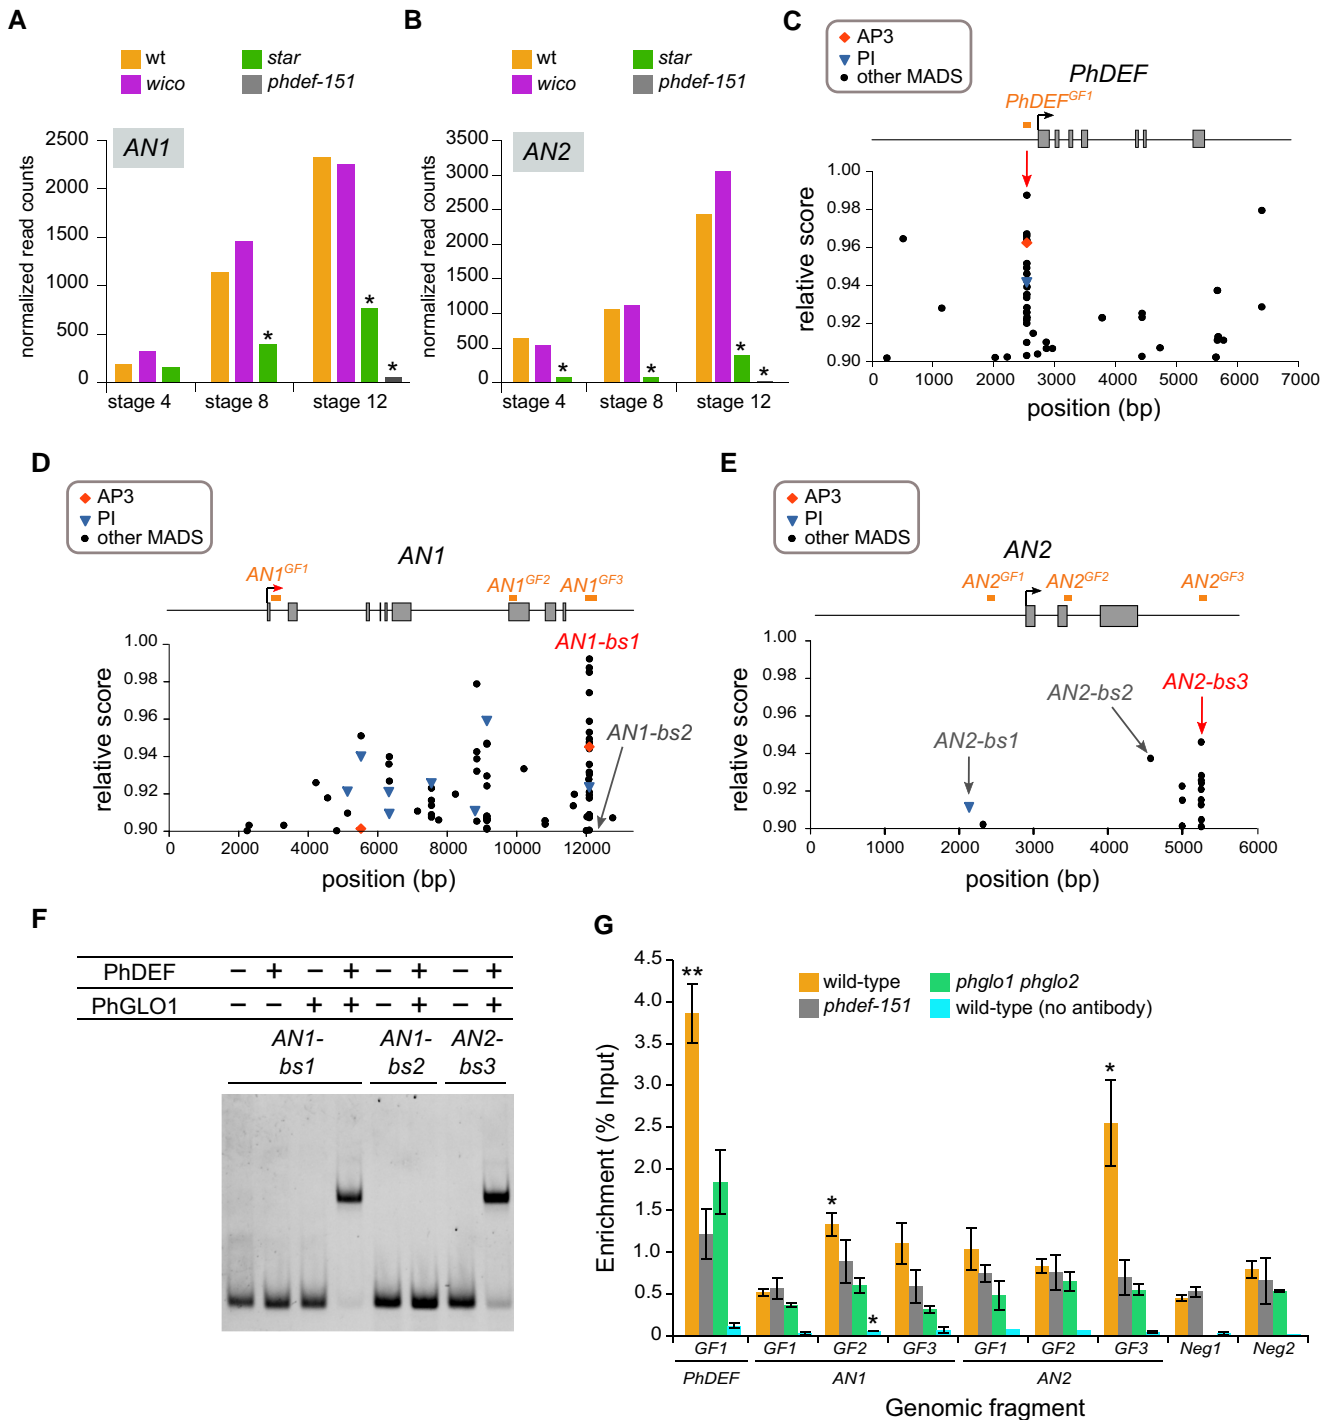 A
wt
wico
star
phdef-151
AN1
normalized read counts
2500
2000
1500
1000
500
0
*
*
*
stage 4
stage 8
stage 12
B
wt
wico
star
phdef-151
AN2
normalized read counts
3500
3000
2500
2000
1500
1000
500
0
*
*
*
*
stage 4
stage 8
stage 12
C
AP3
PI
other MADS
PhDEF
PhDEF^GF1
relative score
1.00
0.98
0.96
0.94
0.92
0.90
0 1000 2000 3000 4000 5000 6000 7000
position (bp)
D
AP3
PI
other MADS
AN1
AN1^GF1
AN1^GF2
AN1^GF3
AN1-bs1
AN1-bs2
relative score
1.00
0.98
0.96
0.94
0.92
0.90
0 2000 4000 6000 8000 10000 12000
position (bp)
E
AP3
PI
other MADS
AN2
AN2^GF1
AN2^GF2
AN2^GF3
AN2-bs1
AN2-bs2
AN2-bs3
relative score
1.00
0.98
0.96
0.94
0.92
0.90
0 1000 2000 3000 4000 5000 6000
position (bp)
F
PhDEF − + − + − + − +
PhGLO1 − − + + − + − +
AN1- AN1- AN2-
bs1 bs2 bs3
G
wild-type
phdef-151
phglo1 phglo2
wild-type (no antibody)
Enrichment (% Input)
4.5
4.0
3.5
3.0
2.5
2.0
1.5
1.0
0.5
0
**
*
*
*
GF1 GF1 GF2 GF3 GF1 GF2 GF3 Neg1 Neg2
PhDEF AN1 AN2
Genomic fragment